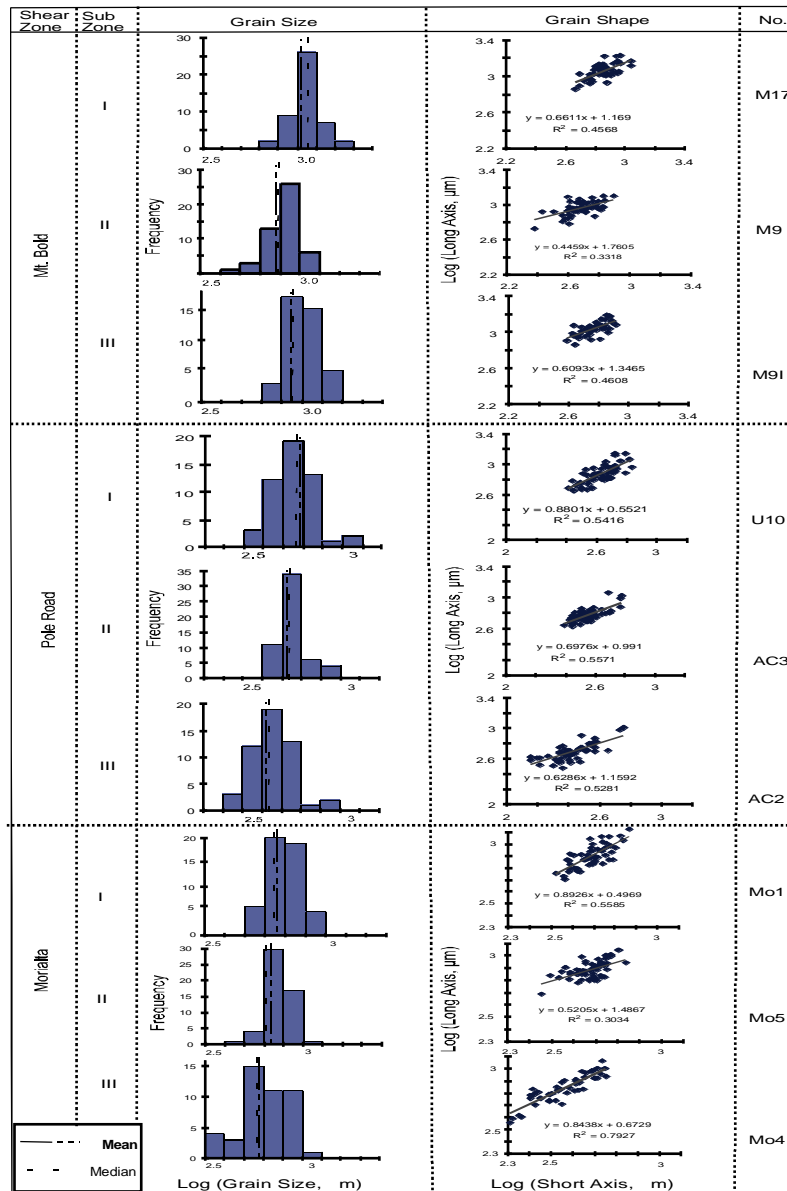 Shear Zone
Sub Zone
Grain Size
Grain Shape
No.
Mt. Bold
Frequency
Log (Long Axis, µm)
I
30
20
10
0
2.5
3.0
3.4
3.0
2.6
2.2
y = 0.6611x + 1.169
R² = 0.4568
2.2
2.6
3
3.4
M17
II
30
20
10
0
2.5
3.0
3.4
3
2.6
2.2
y = 0.4459x + 1.7605
R² = 0.3318
2.2
2.6
3
3.4
M9
III
15
10
5
0
2.5
3.0
3.4
3
2.6
2.2
y = 0.6093x + 1.3465
R² = 0.4608
2.2
2.6
3
3.4
M9I
Pole Road
Frequency
Log (Long Axis, µm)
I
20
15
10
5
0
2.5
3
3.4
3
2.6
2
y = 0.8801x + 0.5521
R² = 0.5416
2
2.6
3
U10
II
35
30
25
20
15
10
5
0
2.5
3
3
2.6
2
y = 0.6976x + 0.991
R² = 0.5571
2
2.6
3
AC3
III
20
15
10
5
0
2.5
3
3
2.6
2
y = 0.6286x + 1.1592
R² = 0.5281
2
2.6
3
AC2
Morialta
Frequency
Log (Long Axis, µm)
I
20
15
10
5
0
2.5
3
3
2.5
2.3
y = 0.8926x + 0.4969
R² = 0.5585
2.3
2.5
3
Mo1
II
30
25
20
15
10
5
0
2.5
3
3
2.5
2.3
y = 0.5205x + 1.4867
R² = 0.3034
2.3
2.5
3
Mo5
III
15
10
5
0
2.5
3
3
2.5
2.3
y = 0.8438x + 0.6729
R² = 0.7927
2.3
2.5
3
Mo4
Mean
Median
Log (Grain Size, m)
Log (Short Axis, m)